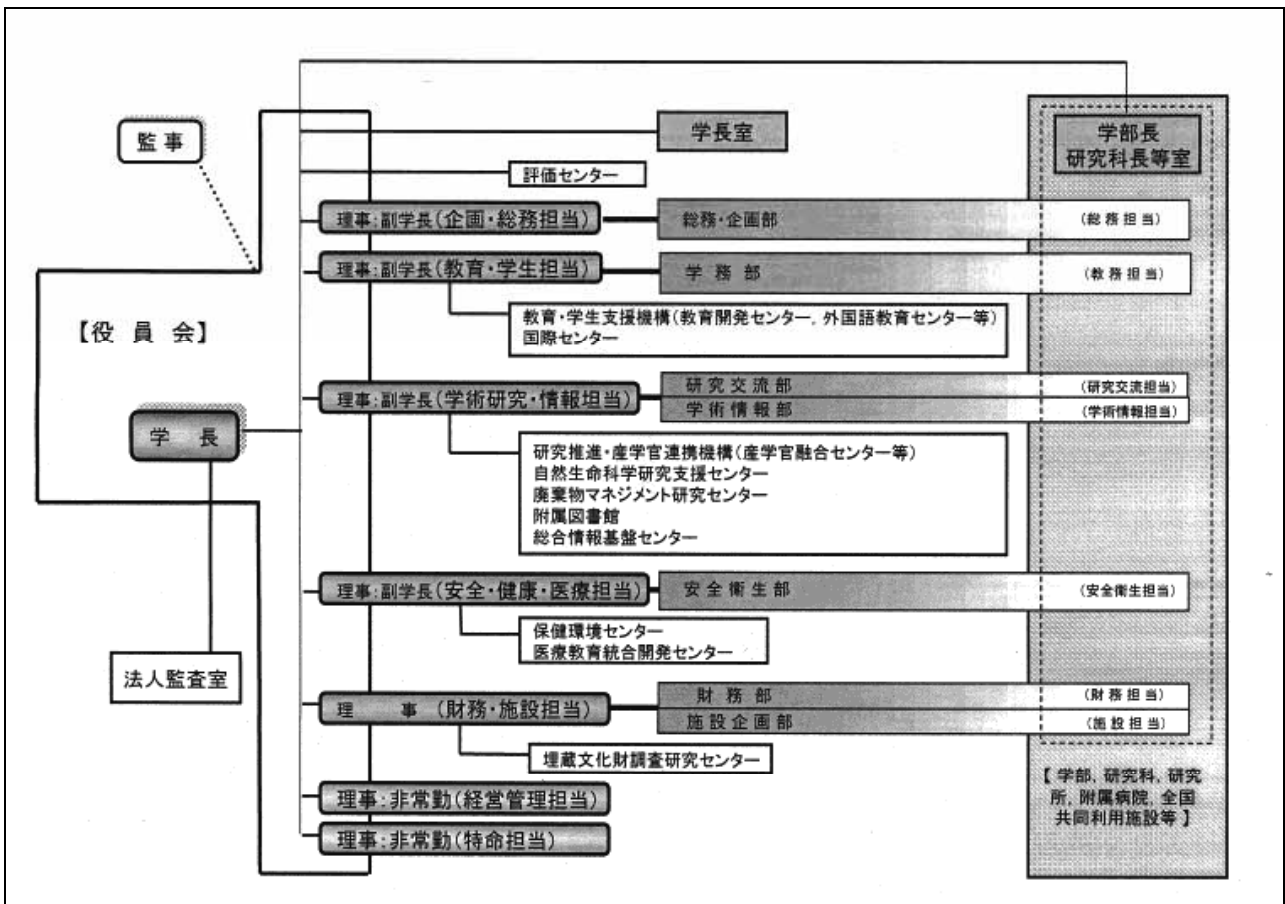 監事
【役 員 会】
学 長
法人監査室
学長室
評価センター
学部長
研究科長等室
理事:副学長(企画・総務担当)
総務・企画部
(総務担当)
理事:副学長(教育・学生担当)
学務部
(教務担当)
教育・学生支援機構(教育開発センター, 外国語教育センター等)
国際センター
理事:副学長(学術研究・情報担当)
研究交流部
(研究交流担当)
学術情報部
(学術情報担当)
研究推進・産学官連携機構(産学官融合センター等)
自然生命科学研究支援センター
廃棄物マネジメント研究センター
附属図書館
総合情報基盤センター
理事:副学長(安全・健康・医療担当)
安全衛生部
(安全衛生担当)
保健環境センター
医療教育統合開発センター
理 事 (財務・施設担当)
財務部
(財務担当)
施設企画部
(施設担当)
埋蔵文化財調査研究センター
理事:非常勤(経営管理担当)
理事:非常勤(特命担当)
【 学部, 研究科, 研究
所, 附属病院, 全国
共同利用施設等 】